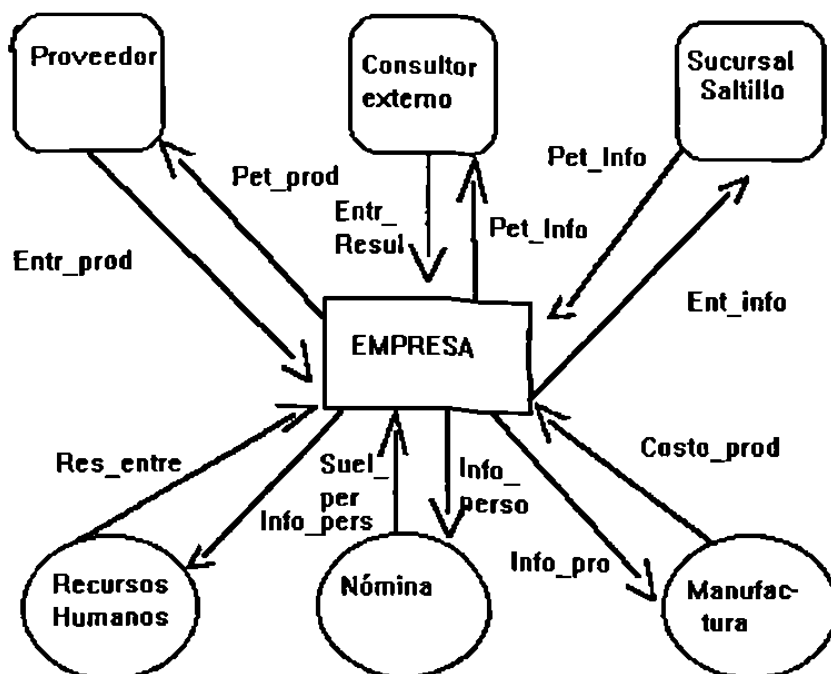 Proveedor
Consultor
externo
Sucursal
Saltillo
Pet_prod
Entr_
Resul
Pet_Info
Pet_Info
Entr_prod
Ent_info
EMPRESA
Res_entre
Suel_
per
Info_pers
Info_
perso
Costo_prod
Info_pro
Recursos
Humanos
Nómina
Manufac-
tura